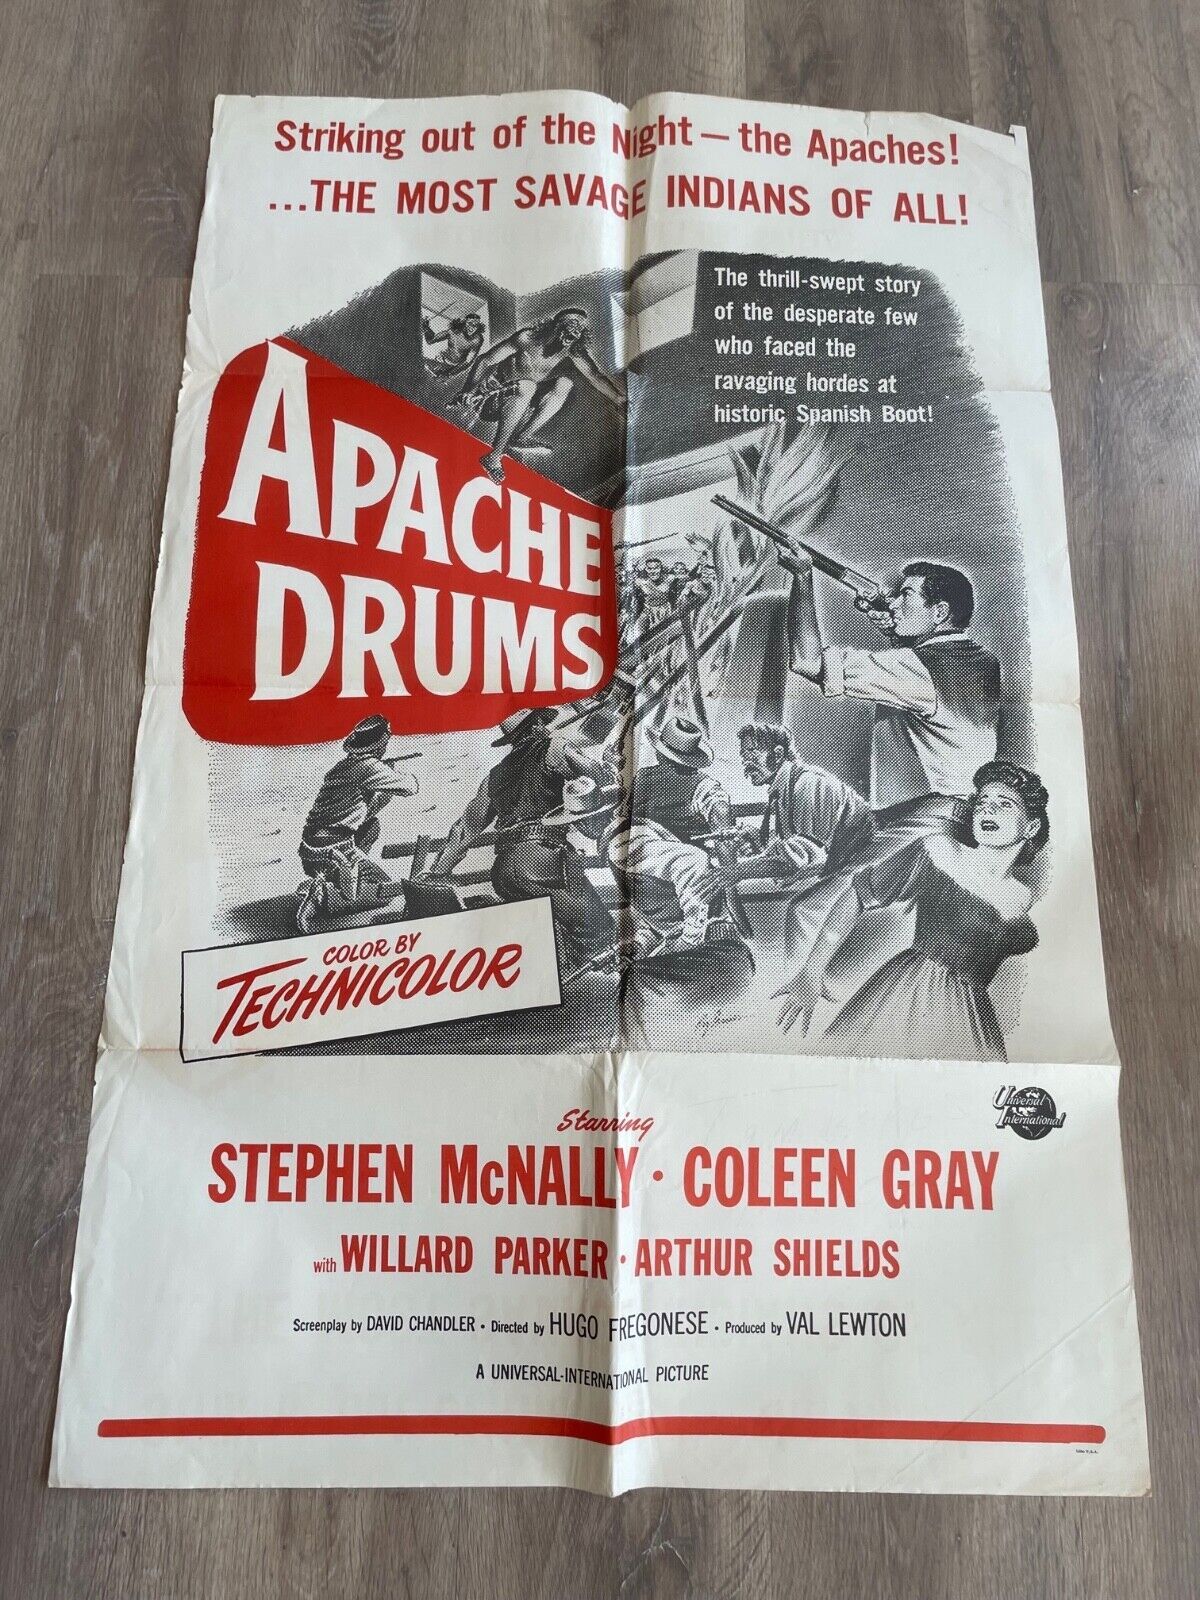 Striking out of the Night — the Apaches!
...THE MOST SAVAGE INDIANS OF ALL!
The thrill-swept story
of the desperate few
who faced the
ravaging hordes at
historic Spanish Boot!
APACHE
DRUMS
COLOR BY
TECHNICOLOR
Universal
International
Starring
STEPHEN McNALLY • COLEEN GRAY
with WILLARD PARKER • ARTHUR SHIELDS
Screenplay by DAVID CHANDLER • Directed by HUGO FREGONESE • Produced by VAL LEWTON
A UNIVERSAL-INTERNATIONAL PICTURE